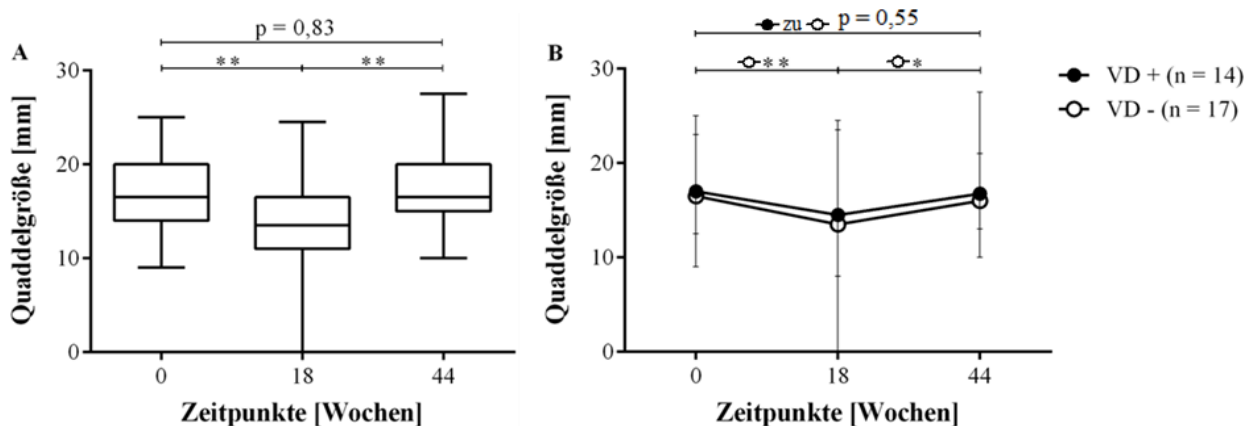 A
p = 0,83
** **
Quaddelgröße [mm]
30
20
10
0
0 18 44
Zeitpunkte [Wochen]
B
zu p = 0,55
** *
Quaddelgröße [mm]
30
20
10
0
0 18 44
Zeitpunkte [Wochen]
VD + (n = 14)
VD - (n = 17)